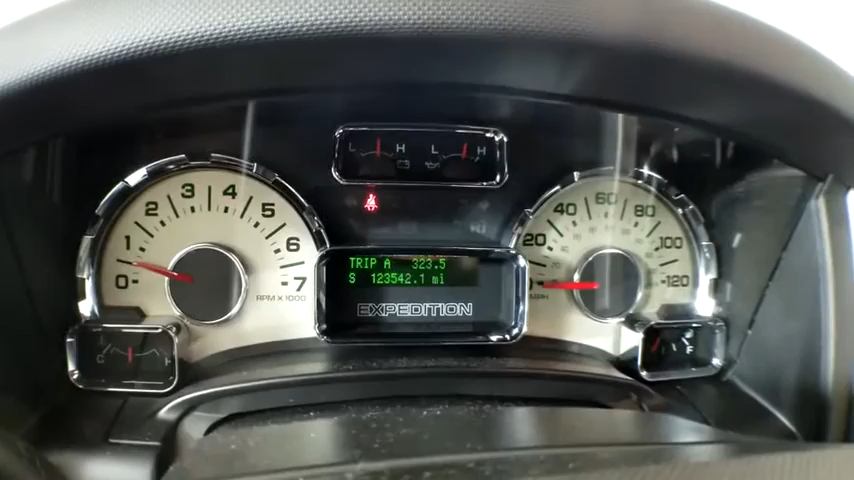 L H L H
TRIP A 323.5
S 123542.1 mi
EXPEDITION
0 1 2 3 4 5 6 7
RPM X 1000
20 40 60 80 100 120
MPH
C H
F